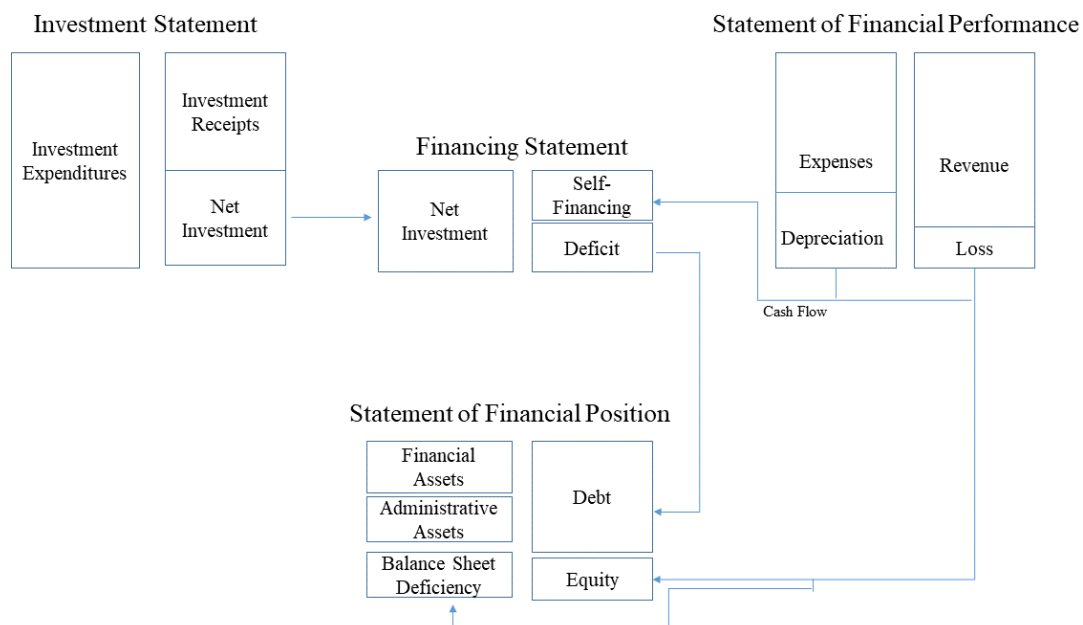 Investment Statement
Statement of Financial Performance
Investment
Expenditures
Investment
Receipts
Net
Investment
Financing Statement
Net
Investment
Self-
Financing
Deficit
Expenses
Depreciation
Revenue
Loss
Cash Flow
Statement of Financial Position
Financial
Assets
Administrative
Assets
Balance Sheet
Deficiency
Debt
Equity